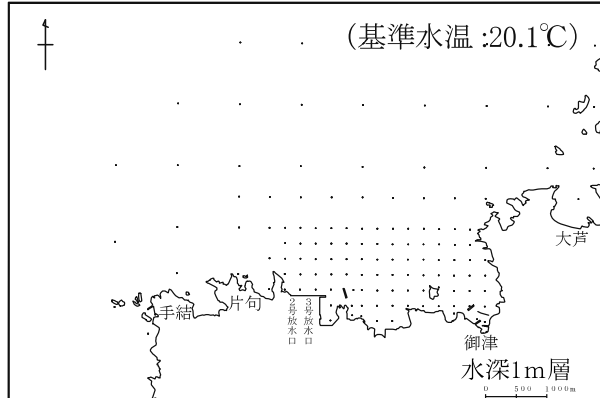 （基準水温:20.1℃）
大芦
片句
手結
2号放水口
3号放水口
御津
水深1m層
0 500 1000m